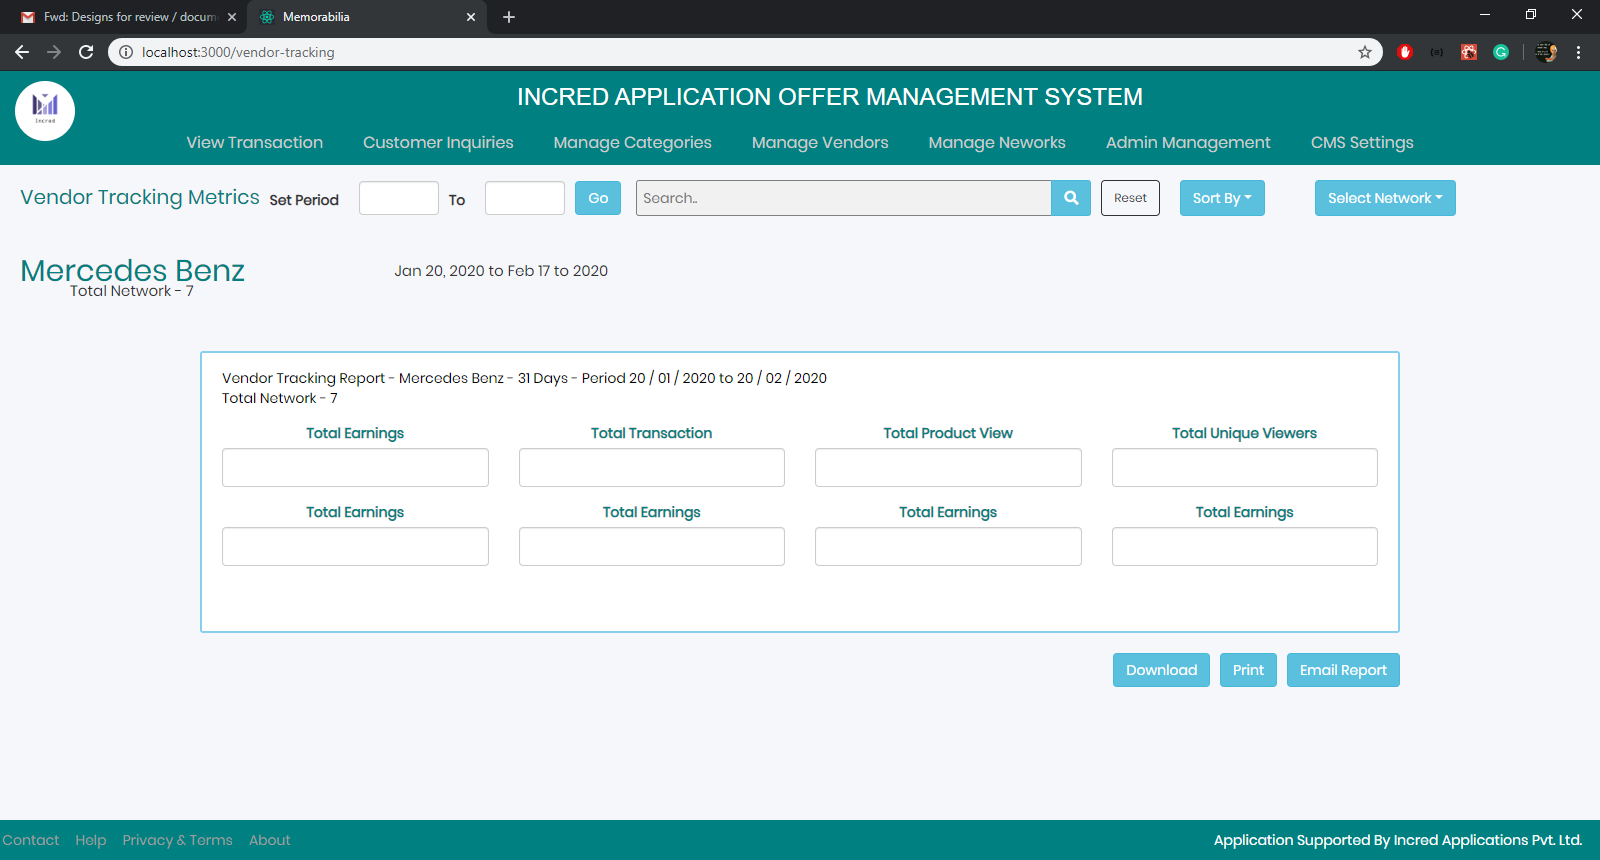 Fwd: Designs for review / docum
Memorabilia
localhost:3000/vendor-tracking
Incred
INCRED APPLICATION OFFER MANAGEMENT SYSTEM
View Transaction Customer Inquiries Manage Categories Manage Vendors Manage Neworks Admin Management CMS Settings
Vendor Tracking Metrics Set Period To Go Search.. Reset Sort By Select Network
Mercedes Benz Jan 20, 2020 to Feb 17 to 2020
Total Network - 7
Vendor Tracking Report - Mercedes Benz - 31 Days - Period 20 / 01 / 2020 to 20 / 02 / 2020
Total Network - 7
Total Earnings Total Transaction Total Product View Total Unique Viewers
Total Earnings Total Earnings Total Earnings Total Earnings
Download Print Email Report
Contact Help Privacy & Terms About Application Supported By Incred Applications Pvt. Ltd.